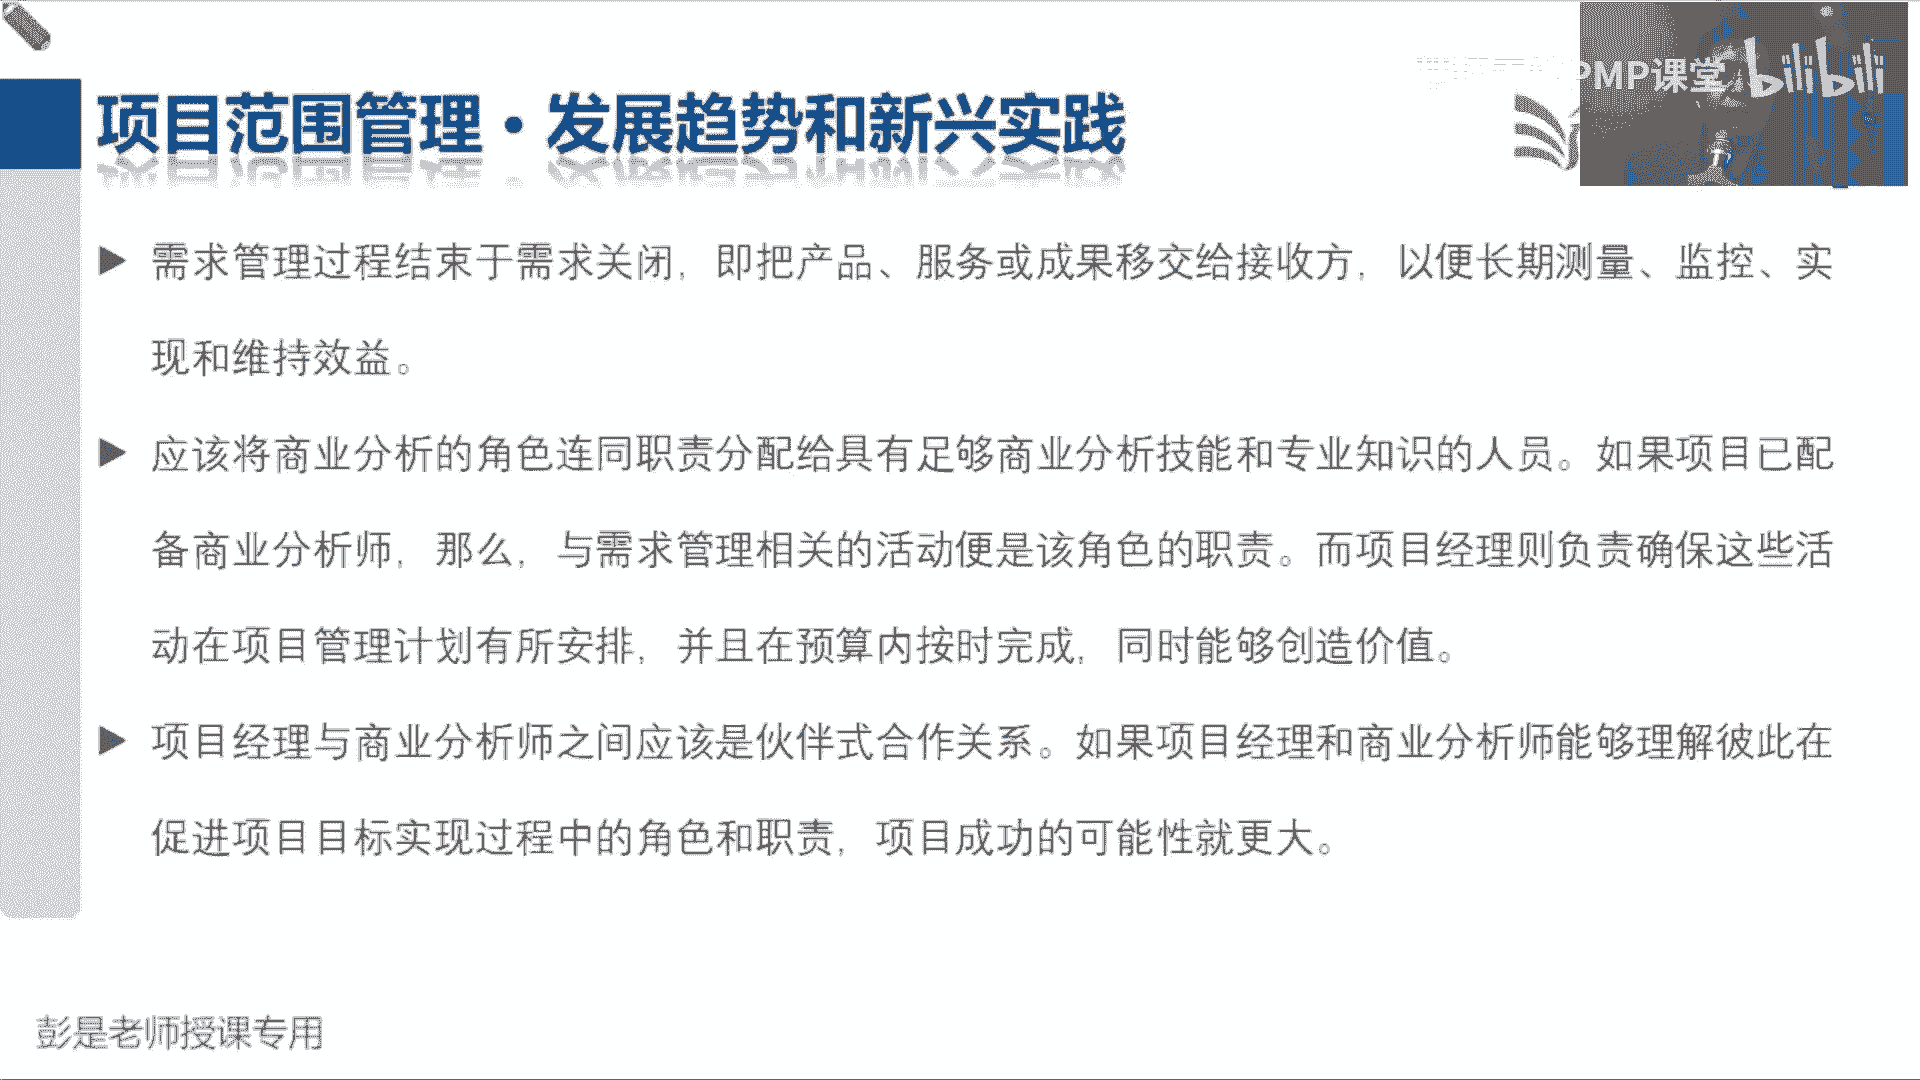 PMP课堂 bilibili
项目范围管理·发展趋势和新兴实践
需求管理过程结束于需求关闭，即把产品、服务或成果移交给接收方，以便长期测量、监控、实
现和维持效益。
应该将商业分析的角色连同职责分配给具有足够商业分析技能和专业知识的人员。如果项目已配
备商业分析师，那么，与需求管理相关的活动便是该角色的职责。而项目经理则负责确保这些活
动在项目管理计划有所安排，并且在预算内按时完成，同时能够创造价值。
项目经理与商业分析师之间应该是伙伴式合作关系。如果项目经理和商业分析师能够理解彼此在
促进项目目标实现过程中的角色和职责，项目成功的可能性就更大。
彭是老师授课专用